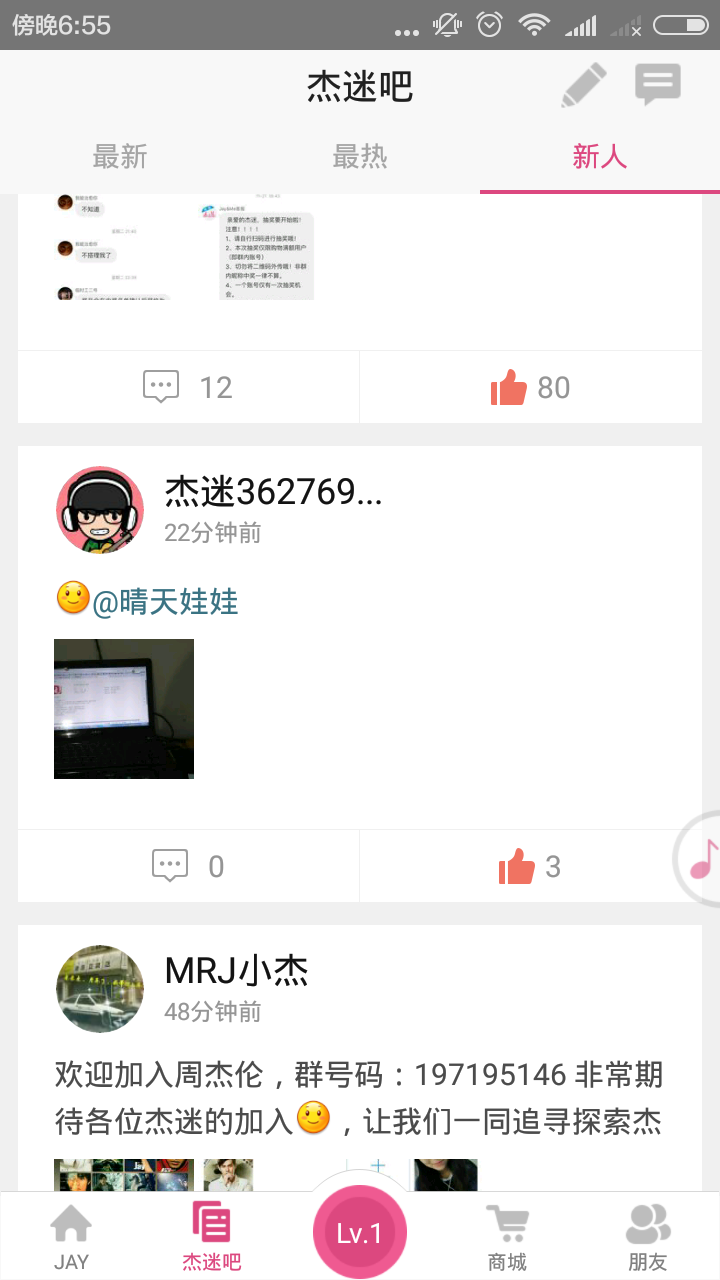 傍晚6:55
杰迷吧
最新
最热
新人
不知道
不搭理我了
亲爱的杰迷，抽奖要开始啦！
注意！！！！
1、请自行扫码进行抽奖哦！
2、本次抽奖仅限购物满额用户
（即群内账号）
3、切勿将二维码外传哦！非群
内昵称中奖一律不算。
4、一个账号仅有一次抽奖机
会。
12
80
杰迷362769...
22分钟前
@晴天娃娃
0
3
MRJ小杰
48分钟前
欢迎加入周杰伦，群号码：197195146 非常期
待各位杰迷的加入，让我们一同追寻探索杰
Lv.1
JAY
杰迷吧
商城
朋友